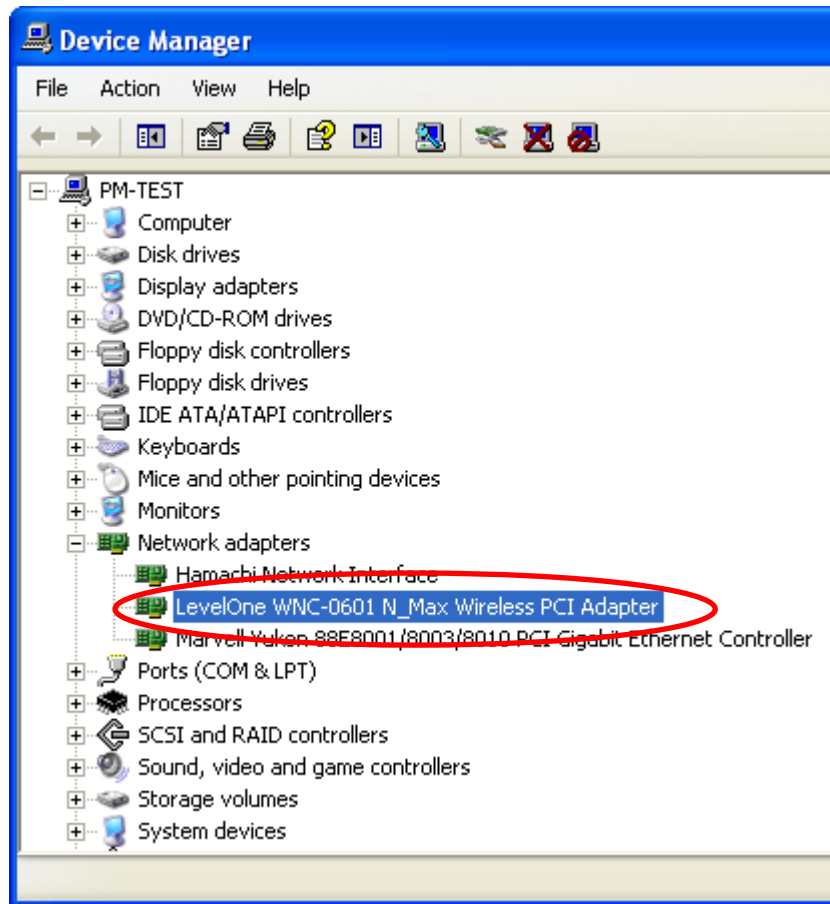 Device Manager
File Action View Help
PM-TEST
Computer
Disk drives
Display adapters
DVD/CD-ROM drives
Floppy disk controllers
Floppy disk drives
IDE ATA/ATAPI controllers
Keyboards
Mice and other pointing devices
Monitors
Network adapters
Hamachi Network Interface
LevelOne WNC-0601 N_Max Wireless PCI Adapter
Marvell Yukon 88E8001/8003/8010 PCI Gigabit Ethernet Controller
Ports (COM & LPT)
Processors
SCSI and RAID controllers
Sound, video and game controllers
Storage volumes
System devices